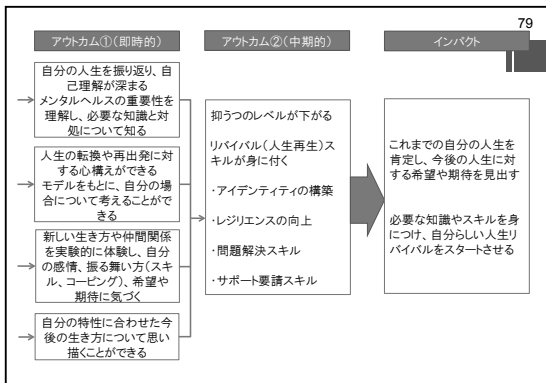 79
アウトカム①(即時的)
アウトカム②(中期的)
インパクト
自分の人生を振り返り、自
己理解が深まる
メンタルヘルスの重要性を
理解し、必要な知識と対
処について知る
人生の転換や再出発に対
する心構えができる
モデルをもとに、自分の場
合について考えることがで
きる
新しい生き方や仲間関係
を実験的に体験し、自分
の感情、振る舞い方(スキ
ル、コーピング)、希望や
期待に気づく
自分の特性に合わせた今
後の生き方について思い
描くことができる
抑うつのレベルが下がる
リバイバル(人生再生)ス
キルが身に付く
・アイデンティティの構築
・レジリエンスの向上
・問題解決スキル
・サポート要請スキル
これまでの自分の人生を
肯定し、今後の人生に対
する希望や期待を見出す
必要な知識やスキルを身
につけ、自分らしい人生リ
バイバルをスタートさせる